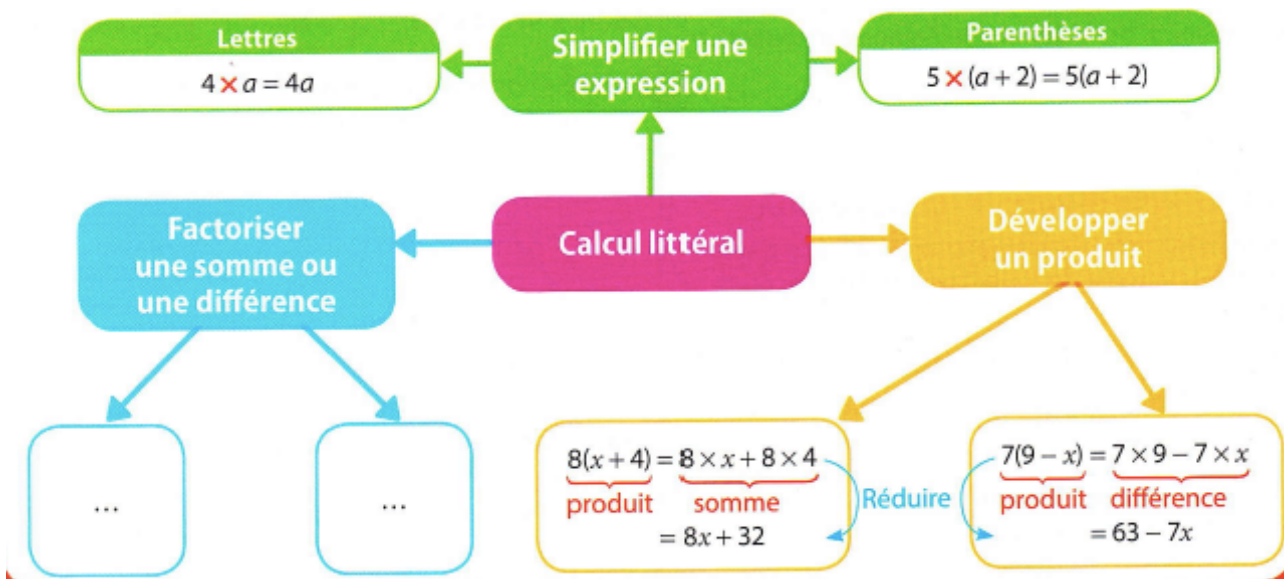 Lettres
4 × a = 4a
Simplifier une
expression
Parenthèses
5 × (a + 2) = 5(a + 2)
Factoriser
une somme ou
une différence
Calcul littéral
Développer
un produit
...
...
8(x + 4) = 8 × x + 8 × 4
produit somme
= 8x + 32
Réduire
7(9 – x) = 7 × 9 – 7 × x
produit différence
= 63 – 7x